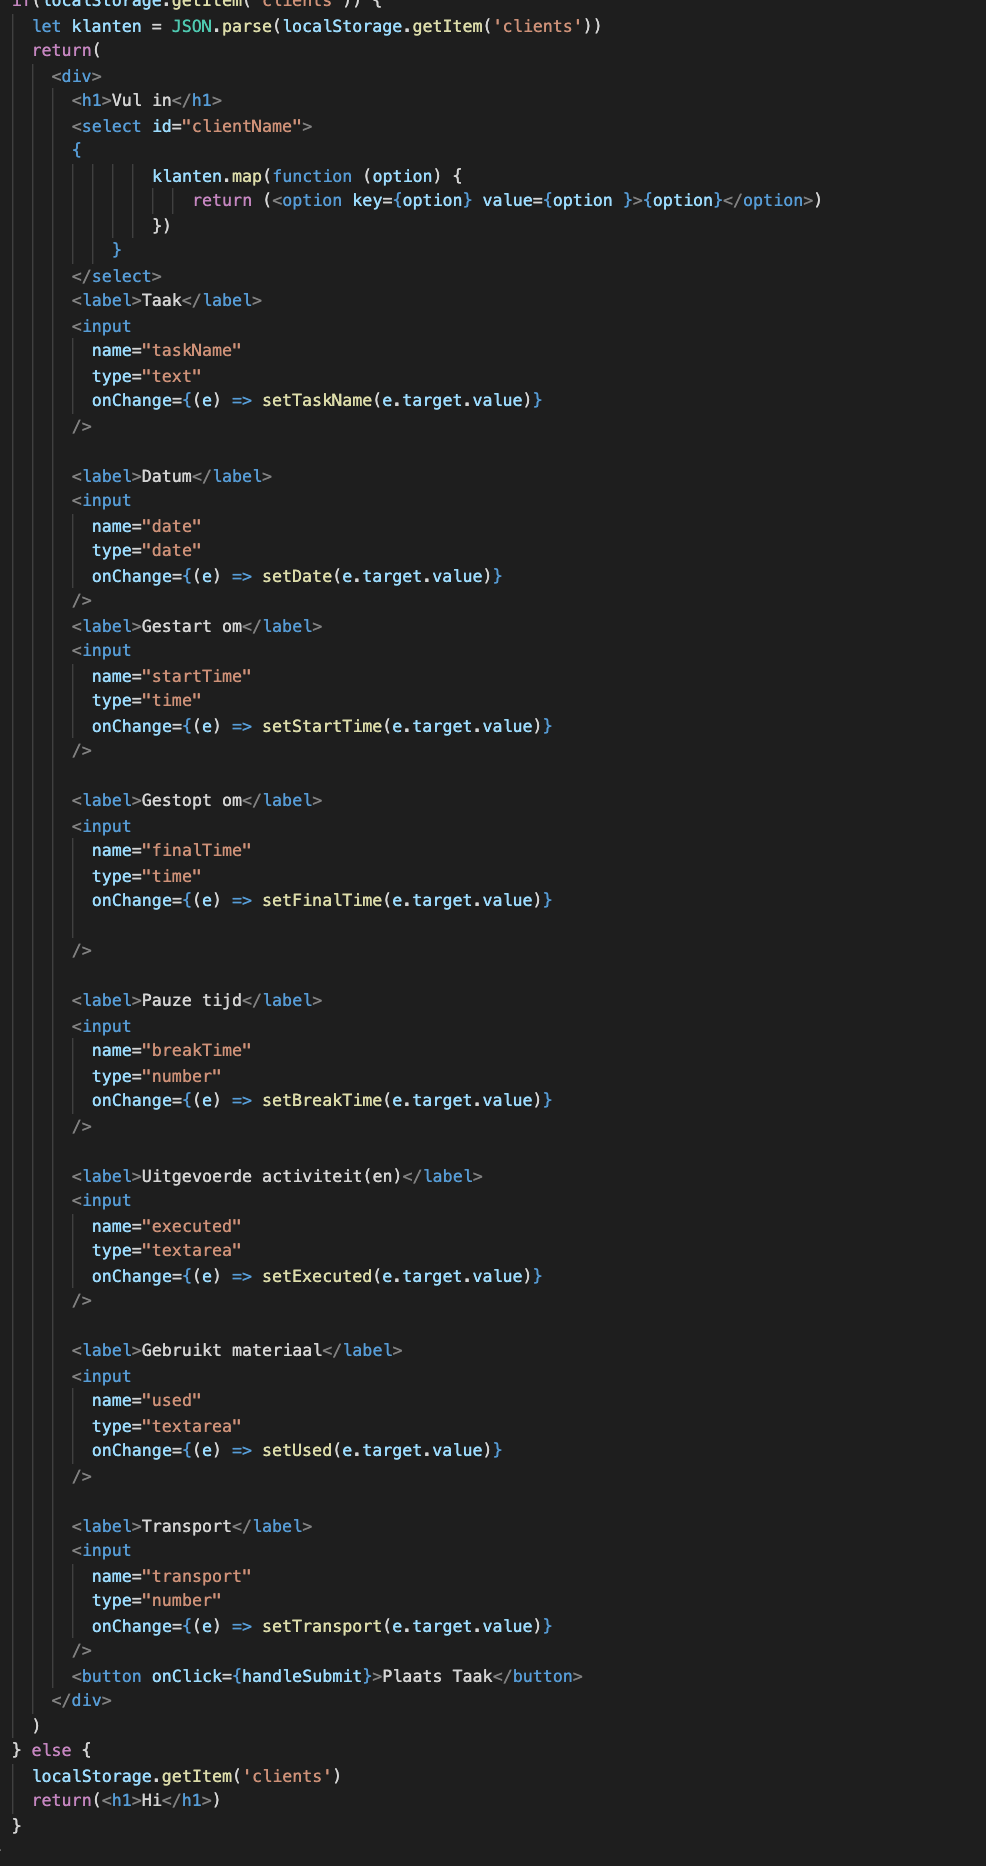 if(localStorage.getItem('clients')) {
let klanten = JSON.parse(localStorage.getItem('clients'))
return(
<div>
<h1>Vul in</h1>
<select id="clientName">
{
klanten.map(function (option) {
return (<option key={option} value={option }>{option}</option>)
})
}
</select>
<label>Taak</label>
<input
name="taskName"
type="text"
onChange={(e) => setTaskName(e.target.value)}
/>
<label>Datum</label>
<input
name="date"
type="date"
onChange={(e) => setDate(e.target.value)}
/>
<label>Gestart om</label>
<input
name="startTime"
type="time"
onChange={(e) => setStartTime(e.target.value)}
/>
<label>Gestopt om</label>
<input
name="finalTime"
type="time"
onChange={(e) => setFinalTime(e.target.value)}
/>
<label>Pauze tijd</label>
<input
name="breakTime"
type="number"
onChange={(e) => setBreakTime(e.target.value)}
/>
<label>Uitgevoerde activiteit(en)</label>
<input
name="executed"
type="textarea"
onChange={(e) => setExecuted(e.target.value)}
/>
<label>Gebruikt materiaal</label>
<input
name="used"
type="textarea"
onChange={(e) => setUsed(e.target.value)}
/>
<label>Transport</label>
<input
name="transport"
type="number"
onChange={(e) => setTransport(e.target.value)}
/>
<button onClick={handleSubmit}>Plaats Taak</button>
</div>
)
} else {
localStorage.getItem('clients')
return(<h1>Hi</h1>)
}